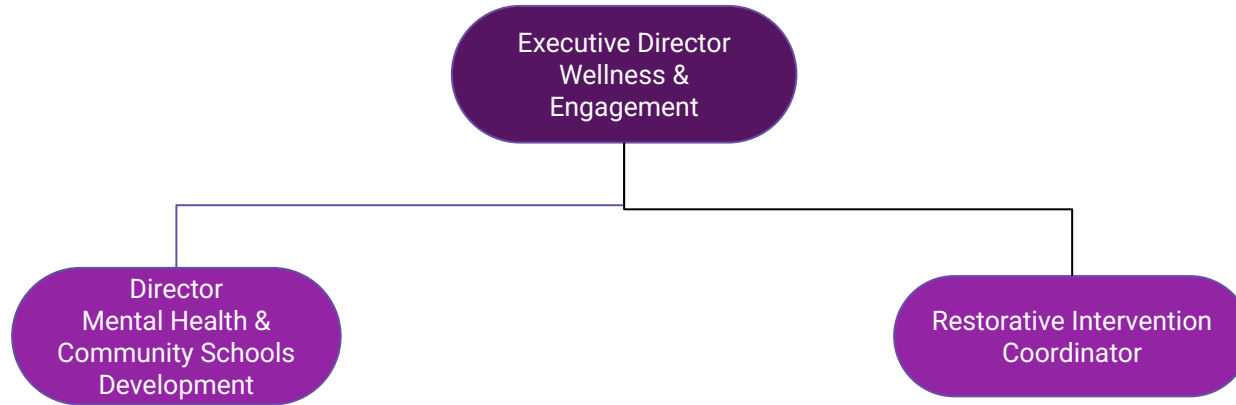 Executive Director
Wellness &
Engagement
Director
Mental Health &
Community Schools
Development
Restorative Intervention
Coordinator